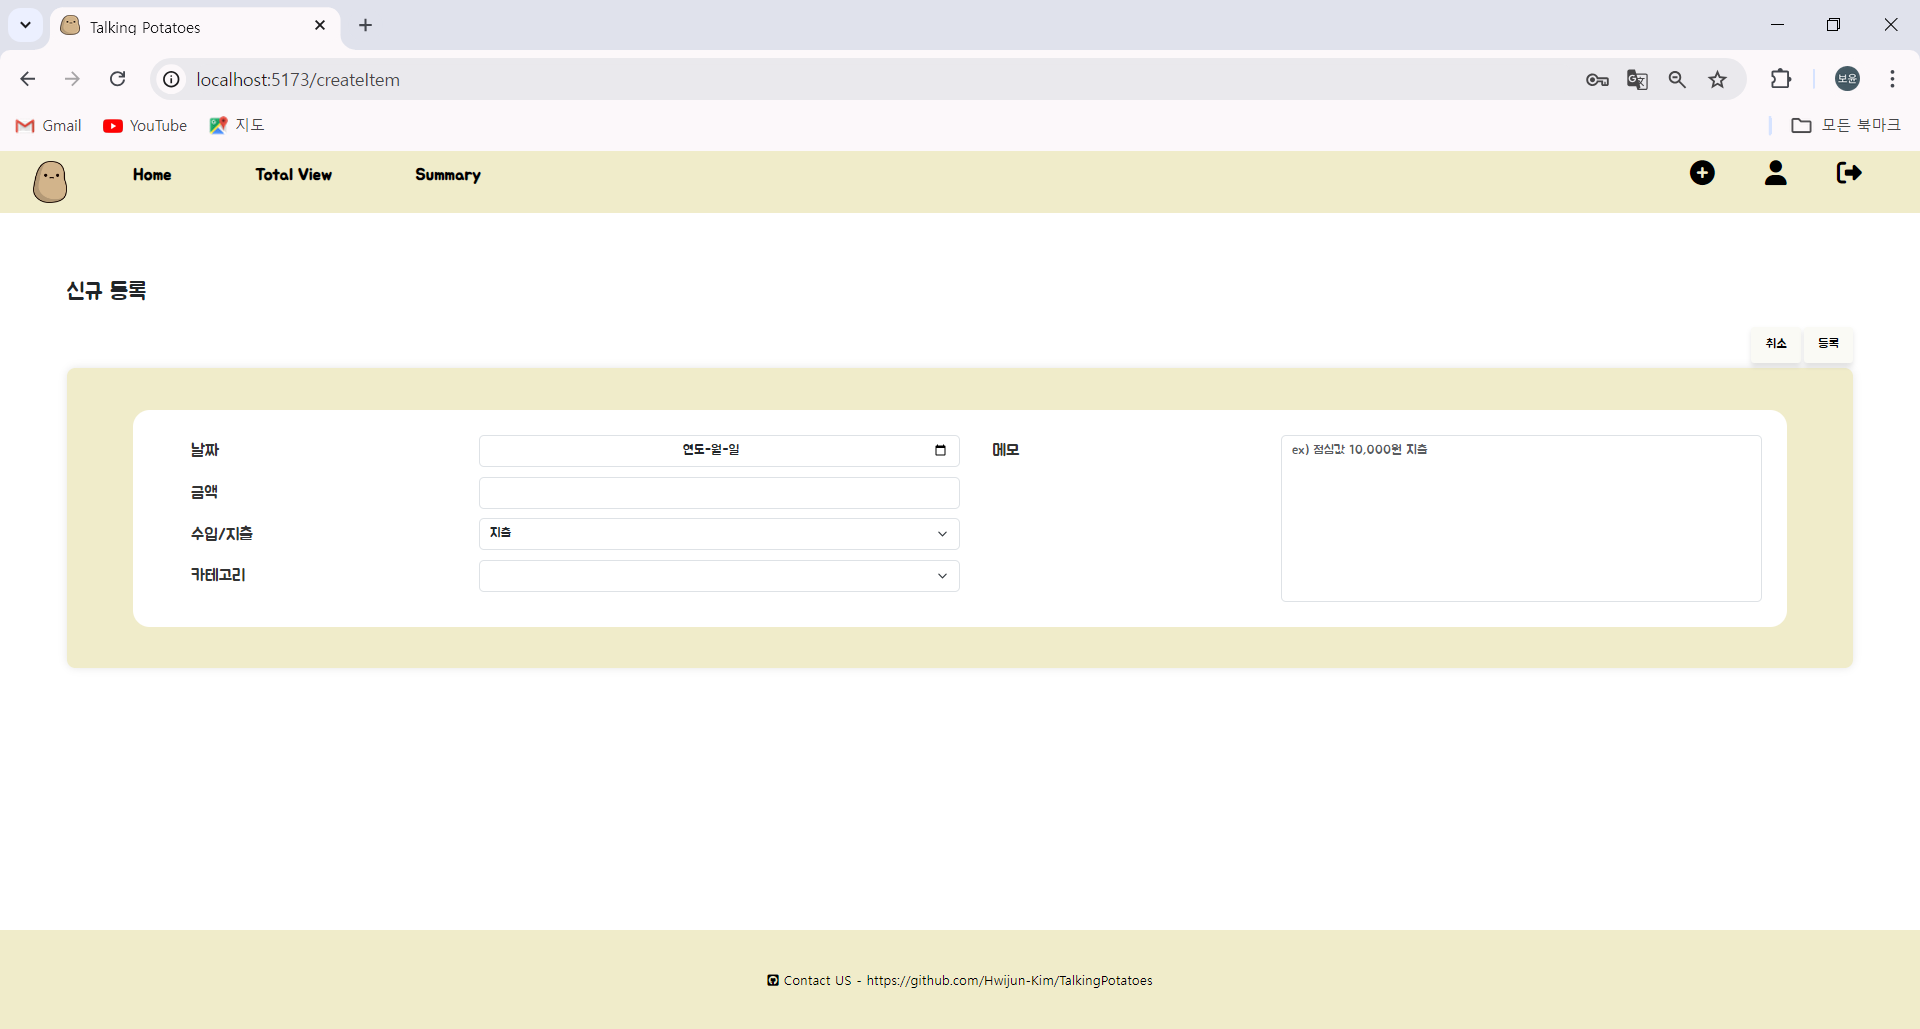 Talking Potatoes
localhost:5173/createItem
보윤
Gmail
YouTube
지도
모든 북마크
Home
Total View
Summary
신규 등록
취소
등록
날짜
연도-월-일
메모
ex) 점심값 10,000원 지출
금액
수입/지출
지출
카테고리
Contact US - https://github.com/Hwijun-Kim/TalkingPotatoes